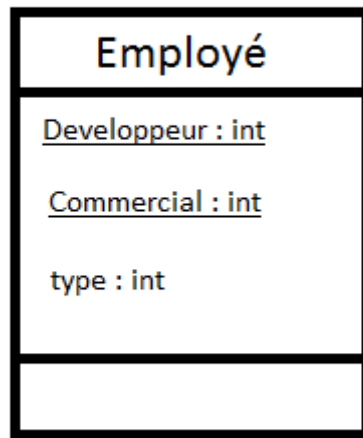 Employé
Developpeur : int
Commercial : int
type : int